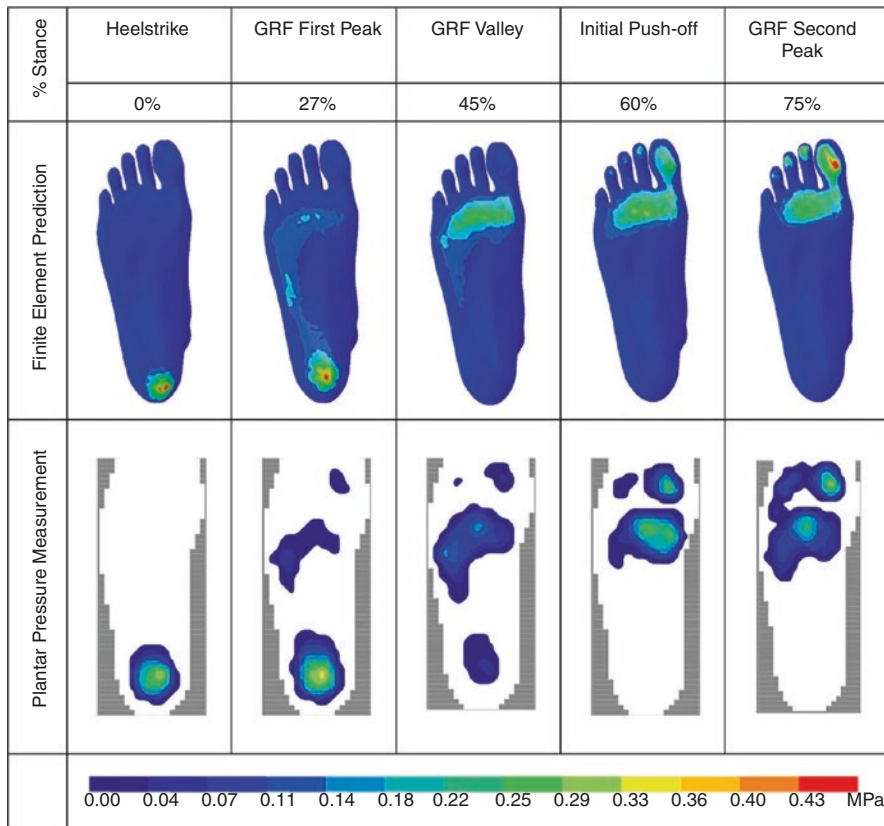 % Stance
Heelstrike
GRF First Peak
GRF Valley
Initial Push-off
GRF Second
Peak
0%
27%
45%
60%
75%
Finite Element Prediction
Plantar Pressure Measurement
0.00 0.04 0.07 0.11 0.14 0.18 0.22 0.25 0.29 0.33 0.36 0.40 0.43 MPa